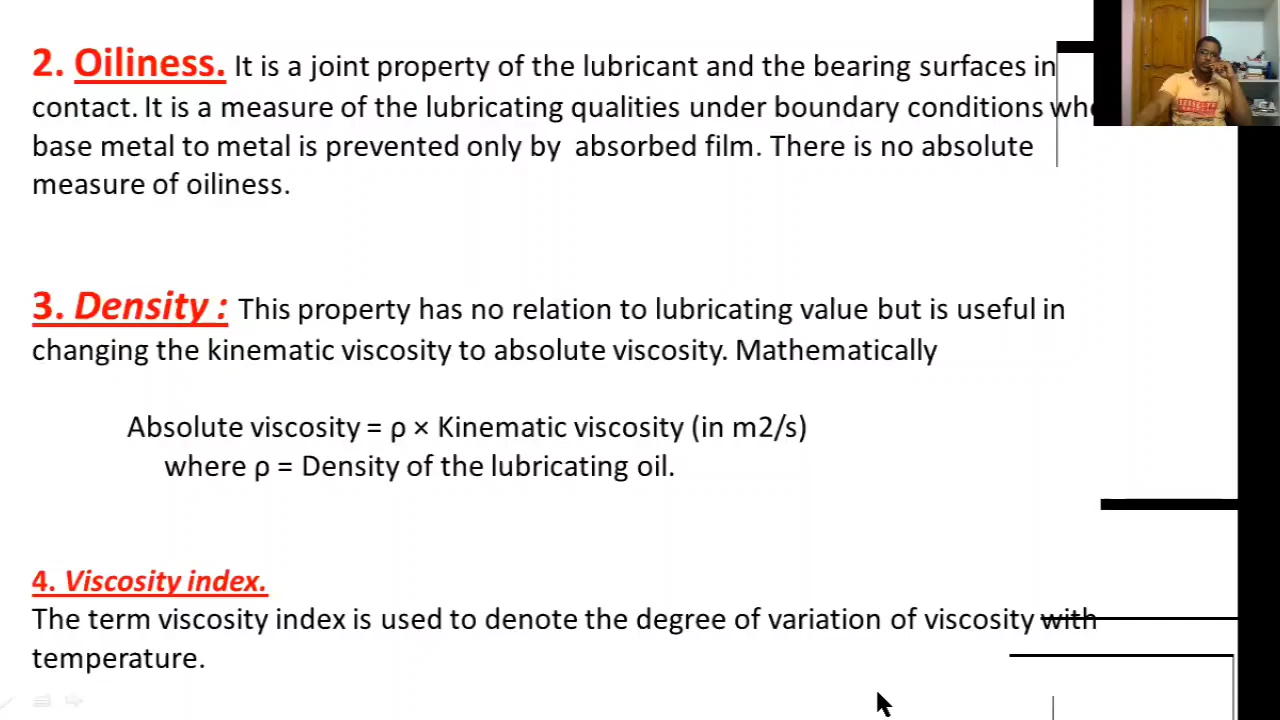 2. Oiliness. It is a joint property of the lubricant and the bearing surfaces in
contact. It is a measure of the lubricating qualities under boundary conditions
base metal to metal is prevented only by absorbed film. There is no absolute
measure of oiliness.
3. Density : This property has no relation to lubricating value but is useful in
changing the kinematic viscosity to absolute viscosity. Mathematically
Absolute viscosity = ρ × Kinematic viscosity (in m2/s)
where ρ = Density of the lubricating oil.
4. Viscosity index.
The term viscosity index is used to denote the degree of variation of viscosity with
temperature.